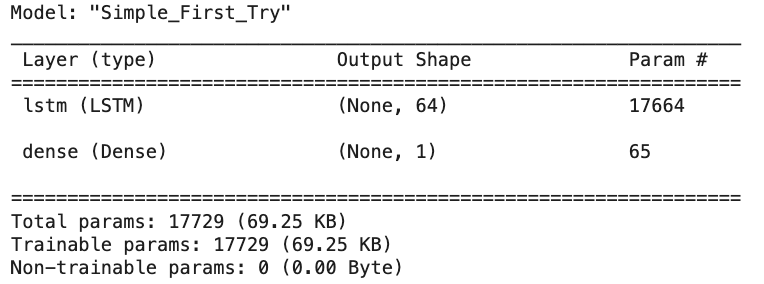 Model: "Simple_First_Try"
_________________________________________________________________
Layer (type) Output Shape Param #
=================================================================
lstm (LSTM) (None, 64) 17664
dense (Dense) (None, 1) 65
=================================================================
Total params: 17729 (69.25 KB)
Trainable params: 17729 (69.25 KB)
Non-trainable params: 0 (0.00 Byte)